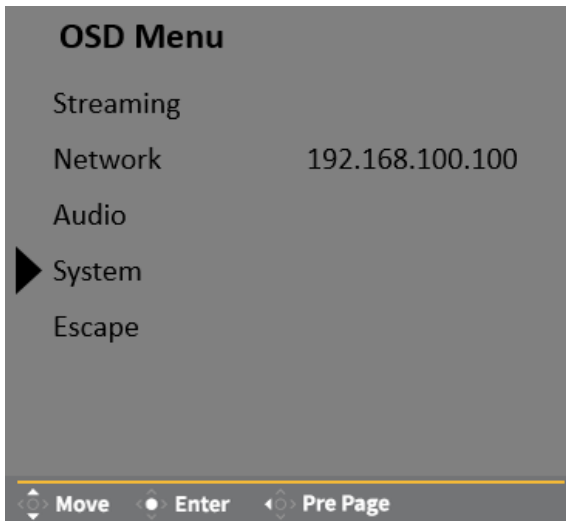 OSD Menu
Streaming
Network 192.168.100.100
Audio
System
Escape
Move Enter Pre Page